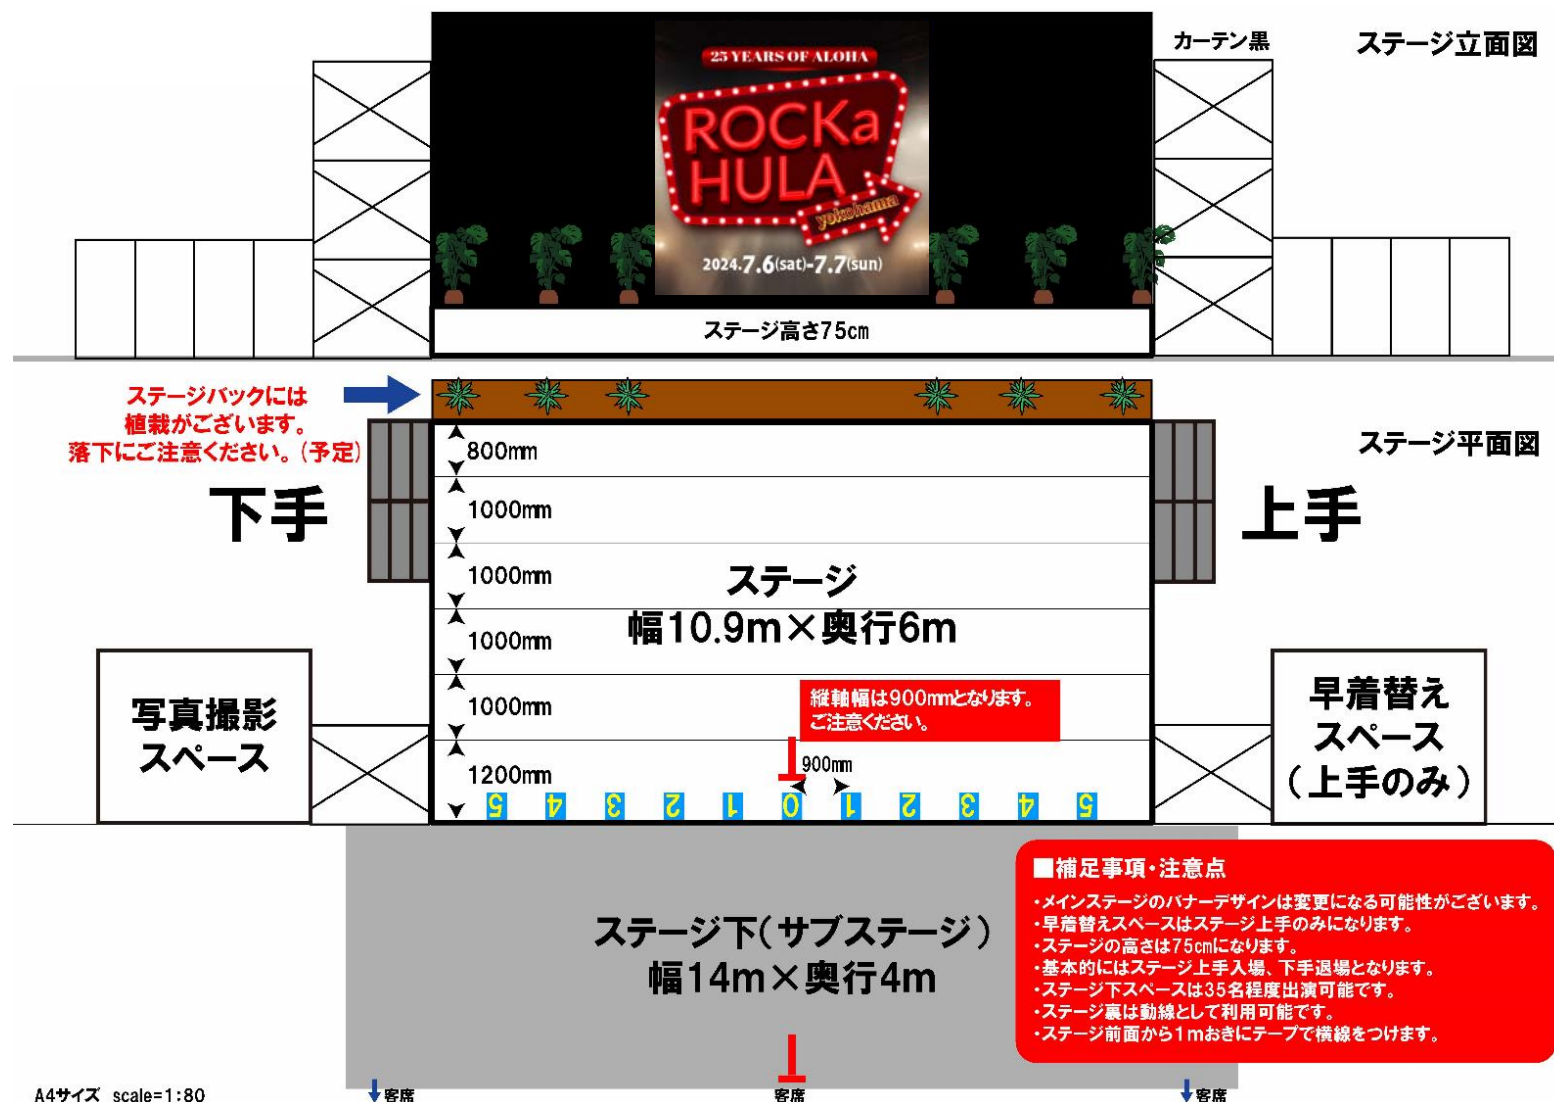 カーテン黒
ステージ立面図
25 YEARS OF ALOHA
ROCKa
HULA
yokohama
2024.7.6(sat)-7.7(sun)
ステージ高さ75cm
ステージバックには
植栽がございます。
落下にご注意ください。(予定)
ステージ平面図
下手
上手
800mm
1000mm
1000mm
1000mm
1000mm
1200mm
ステージ
幅10.9m×奥行6m
縦軸幅は900mmとなります。
ご注意ください。
900mm
写真撮影
スペース
早着替え
スペース
(上手のみ)
5 4 3 2 1 0 1 2 3 4 5
ステージ下(サブステージ)
幅14m×奥行4m
■補足事項・注意点
・メインステージのバナーデザインは変更になる可能性がございます。
・早着替えスペースはステージ上手のみになります。
・ステージの高さは75cmになります。
・基本的にはステージ上手入場、下手退場となります。
・ステージ下スペースは35名程度出演可能です。
・ステージ裏は動線として利用可能です。
・ステージ前面から1mおきにテープで横線をつけます。
A4サイズ scale=1:80
客席
客席
客席